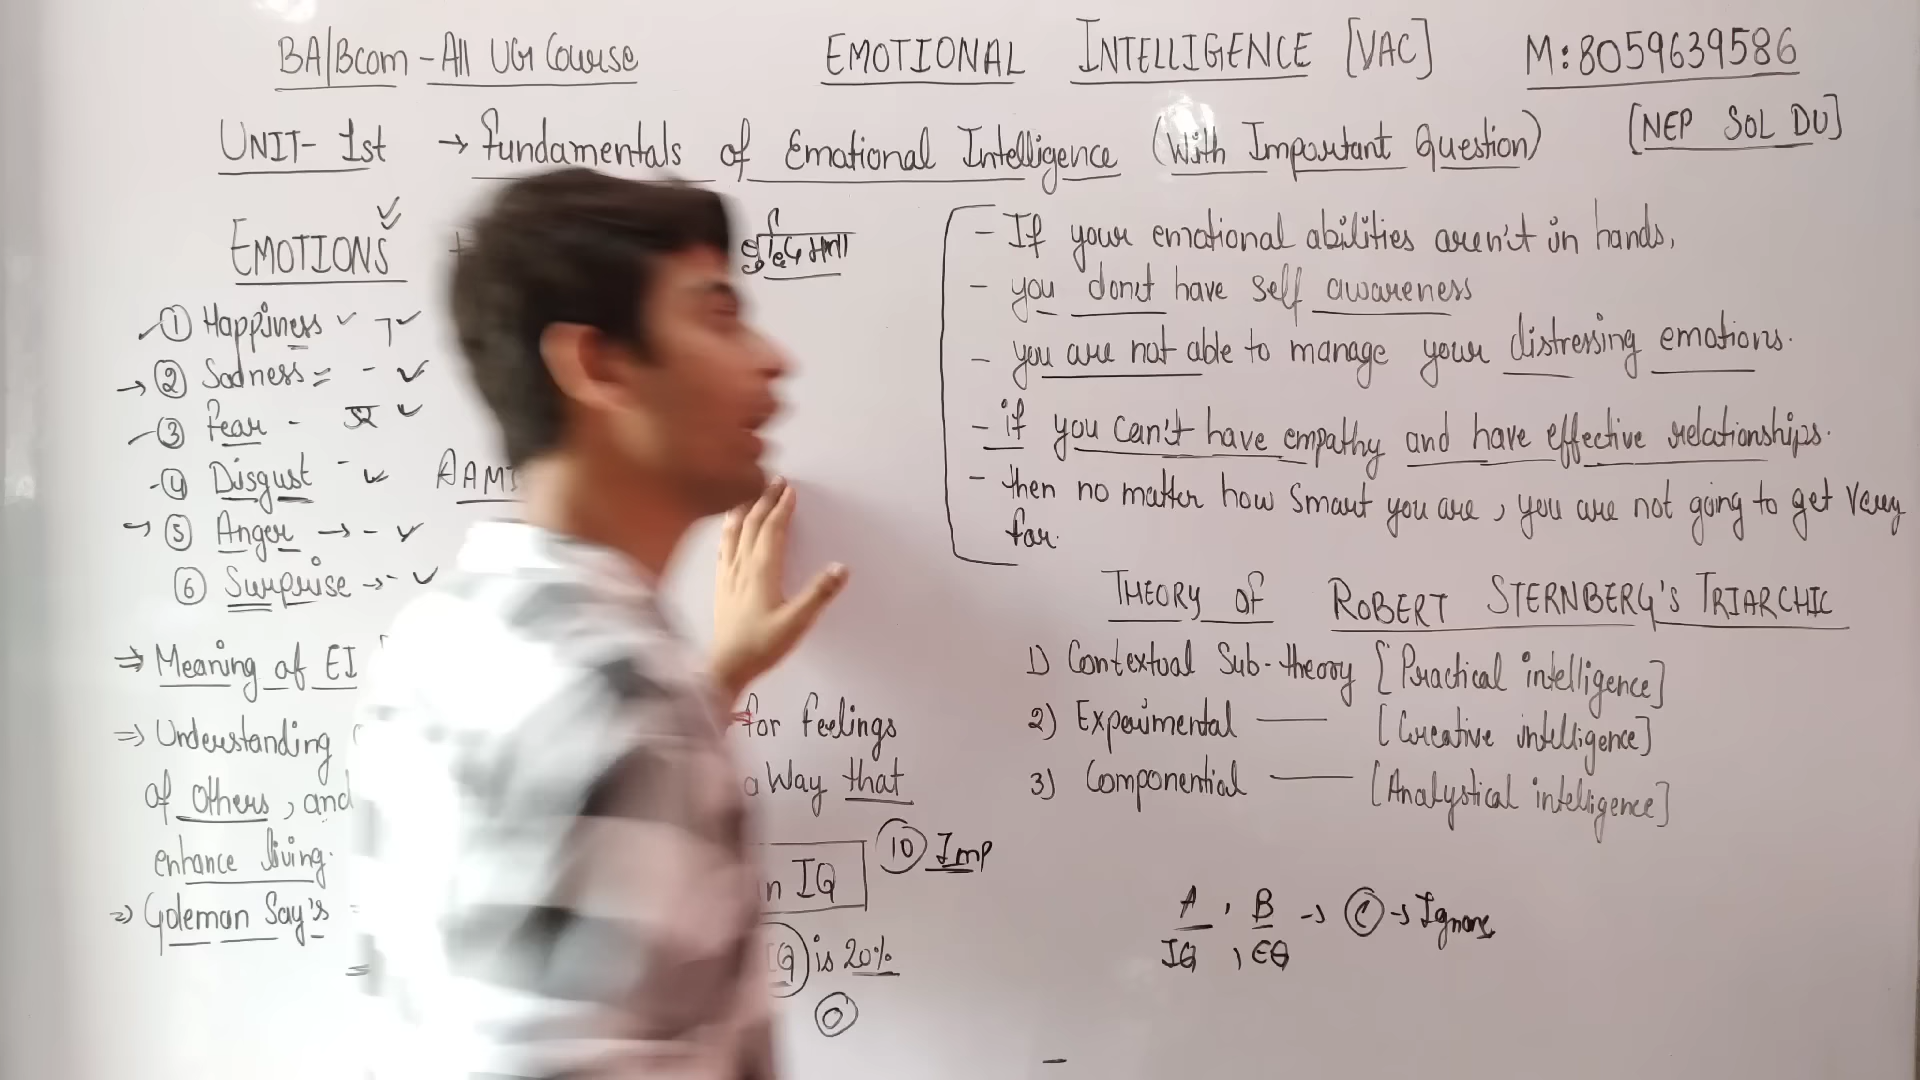 BA/Bcom - All UG Course
EMOTIONAL INTELLIGENCE [VAC]
M: 8059639586
[NEP SOL DU]
UNIT- 1st → Fundamentals of Emotional Intelligence (With Important Question)
EMOTIONS
① Happiness
→ ② Sadness
③ Fear - डर
④ Disgust
⑤ Anger →
⑥ Surprise →
⇒ Meaning of EI
⇒ Understanding
for feelings
of others, and
a way that
enhance living.
⇒ Goleman Say's
n IQ
⑩ Imp
is 20%
- If your emotional abilities aren't in hands,
- you don't have self awareness
- you are not able to manage your distressing emotions.
- if you can't have empathy and have effective relationships.
- then no matter how smart you are, you are not going to get very
far.
THEORY OF ROBERT STERNBERG'S TRIARCHIC
1) Contextual Sub-theory [Practical intelligence]
2) Experimental —— [Creative intelligence]
3) Componential —— [Analystical intelligence]
A , B → Ⓒ → Ignore
IQ , EQ